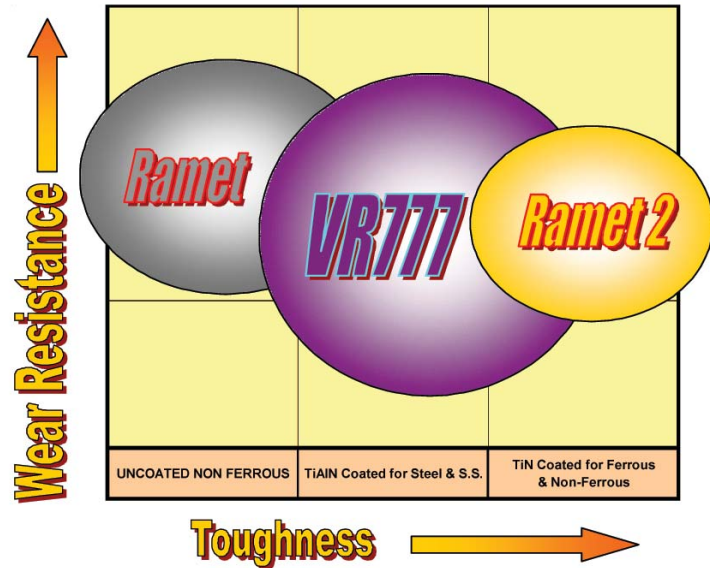 Wear Resistance
Ramet
VR777
Ramet 2
UNCOATED NON FERROUS
TiAlN Coated for Steel & S.S.
TiN Coated for Ferrous
& Non-Ferrous
Toughness